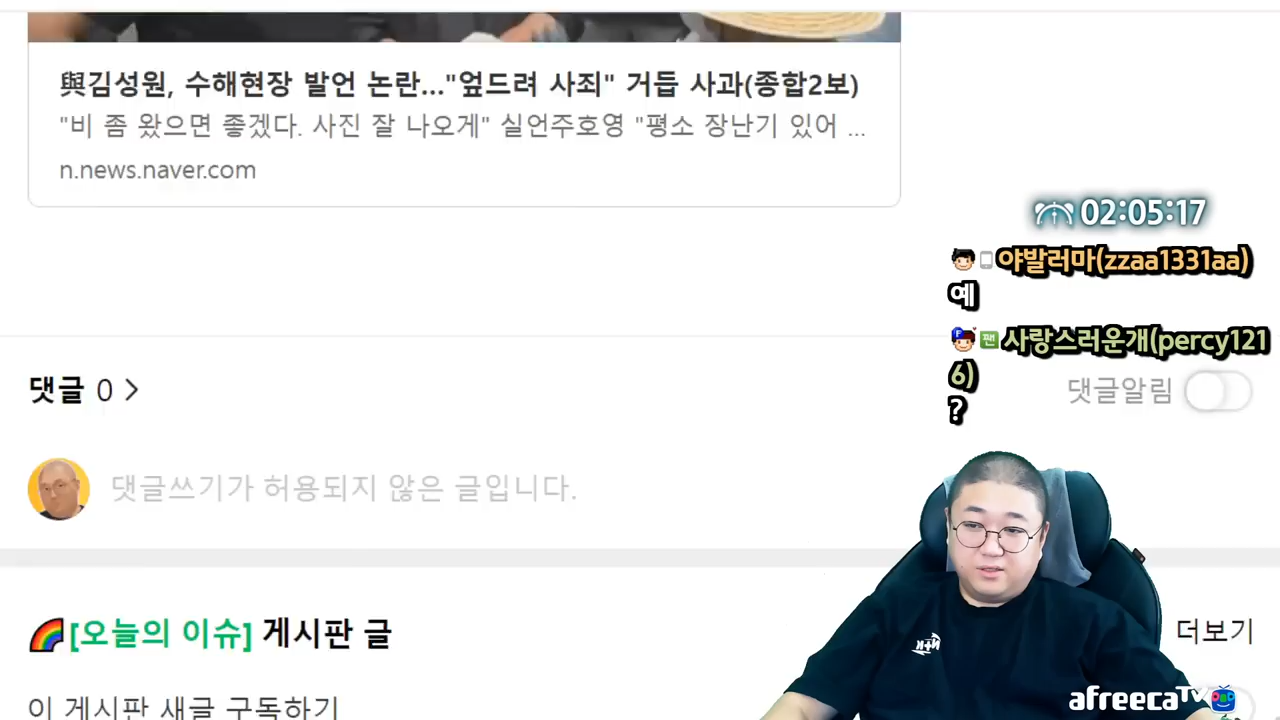 與김성원, 수해현장 발언 논란..."엎드려 사죄" 거듭 사과(종합2보)
"비 좀 왔으면 좋겠다. 사진 잘 나오게" 실언주호영 "평소 장난기 있어 ...
n.news.naver.com
02:05:17
야발러마(zzaa1331aa)
예
팬 사랑스러운개(percy121
6)
?
댓글 0 >
댓글알림
댓글쓰기가 허용되지 않은 글입니다.
[오늘의 이슈] 게시판 글
더보기
이 게시판 새글 구독하기
afreecaTV